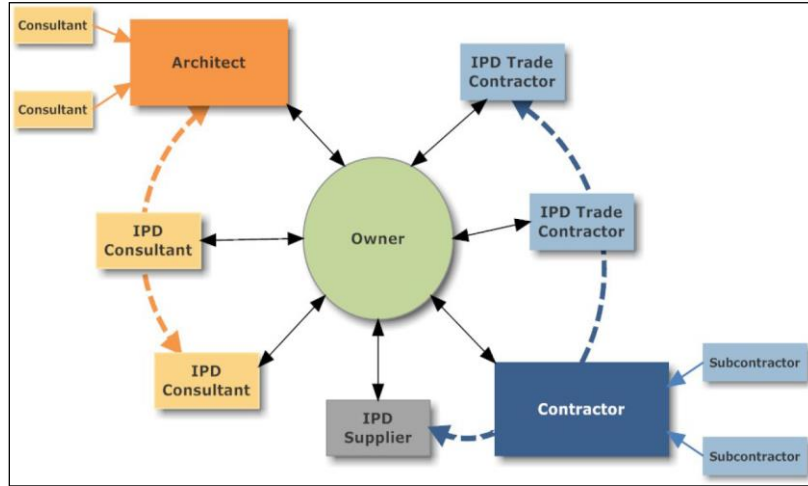 Consultant
Consultant
Architect
IPD Trade
Contractor
IPD Consultant
Owner
IPD Trade
Contractor
IPD
Consultant
IPD
Supplier
Contractor
Subcontractor
Subcontractor